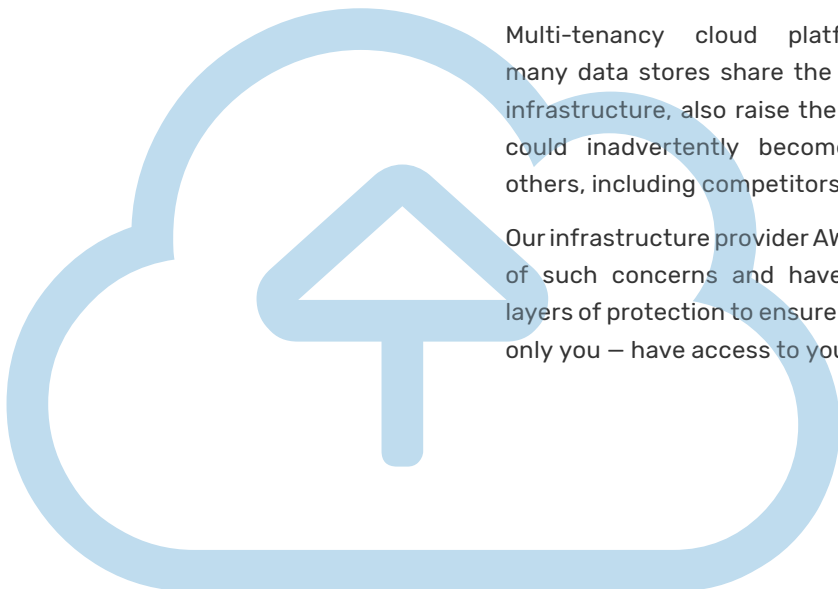 Multi-tenancy cloud
many data stores share the
infrastructure, also raise the
could inadvertently
others, including competitors
Our infrastructure provider
of such concerns and have
layers of protection to ensure
only you — have access to